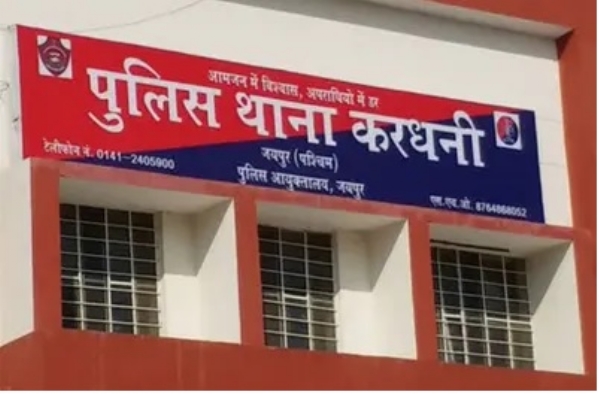 आमजन में विश्वास, अपराधियो में डर
पुलिस थाना करधनी
टेलीफोन नं. 0141-2405900
जयपुर (पश्चिम)
पुलिस आयुक्तालय, जयपुर
एस.एच.ओ. 8764868052